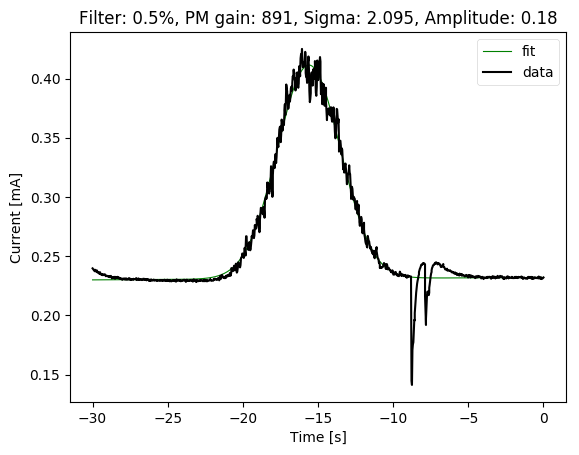 Filter: 0.5%, PM gain: 891, Sigma: 2.095, Amplitude: 0.18
fit
data
0.40
0.35
0.30
0.25
0.20
0.15
Current [mA]
−30
−25
−20
−15
−10
−5
0
Time [s]